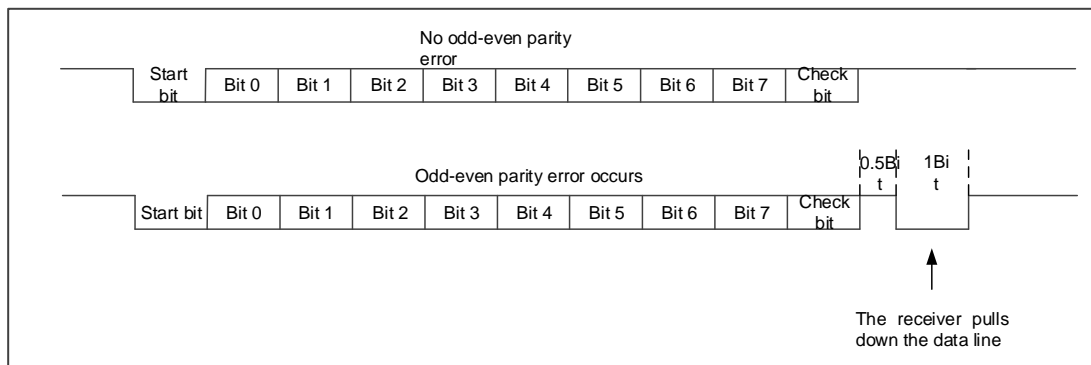 No odd-even parity
error
Start
bit
Bit 0
Bit 1
Bit 2
Bit 3
Bit 4
Bit 5
Bit 6
Bit 7
Check
bit
0.5Bi
t
1Bi
t
Odd-even parity error occurs
Start bit
Bit 0
Bit 1
Bit 2
Bit 3
Bit 4
Bit 5
Bit 6
Bit 7
Check
bit
The receiver pulls
down the data line